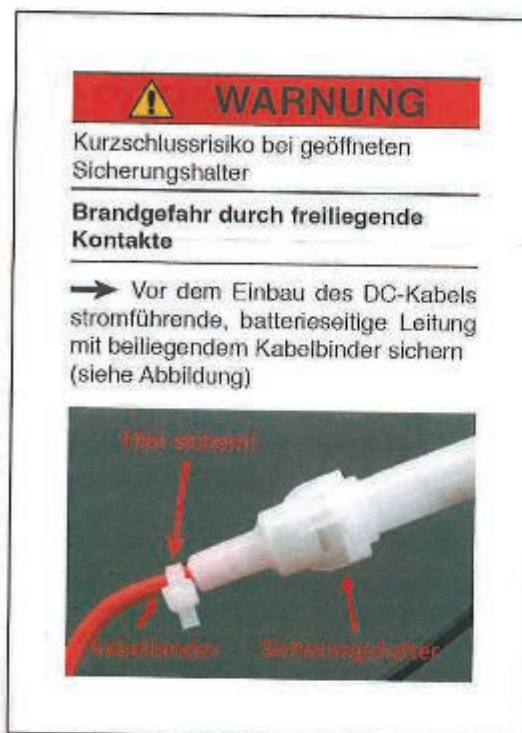 WARNUNG
Kurzschlussrisiko bei geöffneten
Sicherungshalter
Brandgefahr durch freiliegende
Kontakte
Vor dem Einbau des DC-Kabels
stromführende, batterieseitige Leitung
mit beiliegendem Kabelbinder sichern
(siehe Abbildung)
Hier sichern!
Kabelbinder
Sicherungshalter